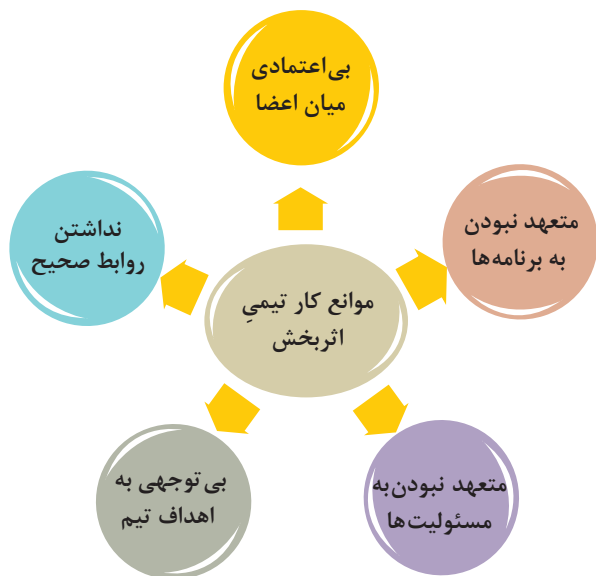 بی‌اعتمادی
میان اعضا
متعهد نبودن
به برنامه‌ها
نداشتن
روابط صحیح
موانع کار تیمیِ
اثربخش
متعهد نبودن‌به
مسئولیت‌ها
بی‌توجهی به
اهداف تیم